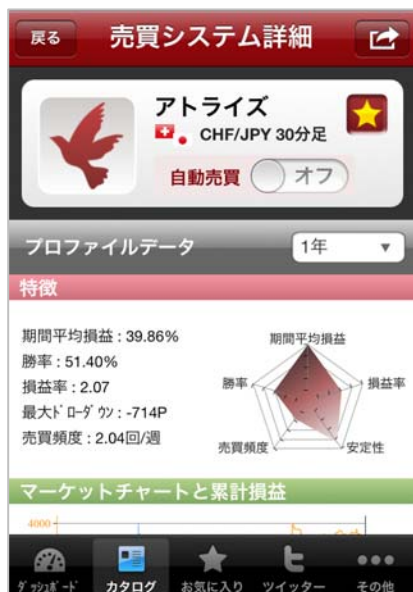 戻る 売買システム詳細
アトライズ
CHF/JPY 30分足
自動売買 オフ
プロファイルデータ 1年
特徴
期間平均損益 : 39.86%
勝率 : 51.40%
損益率 : 2.07
最大ドローダウン : -714P
売買頻度 : 2.04回/週
期間平均損益
勝率 損益率
売買頻度 安定性
マーケットチャートと累計損益
4000
ダッシュボード カタログ お気に入り ツイッター その他